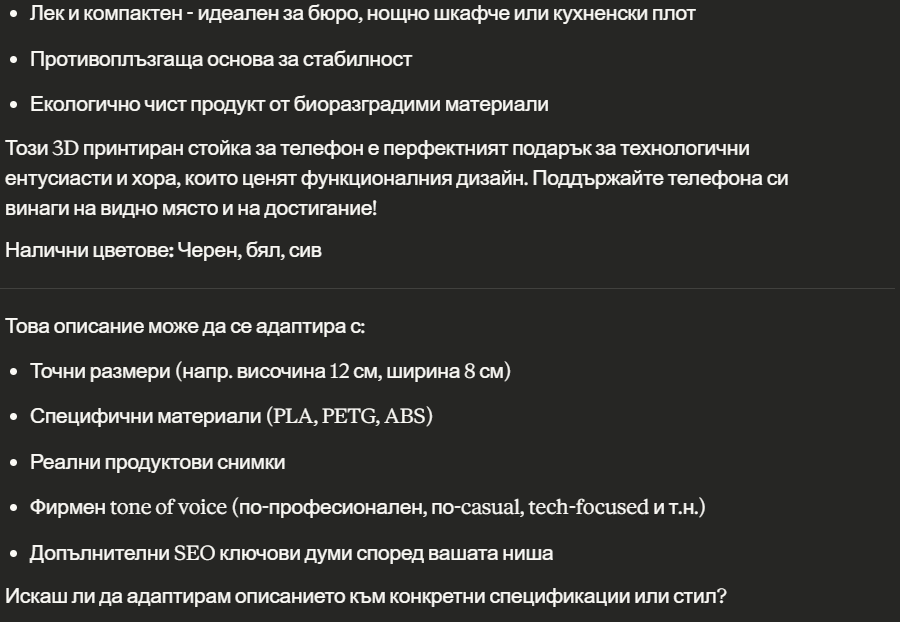 • Лек и компактен - идеален за бюро, нощно шкафче или кухненски плот
• Противоплъзгаща основа за стабилност
• Екологично чист продукт от биоразградими материали
Този 3D принтиран стойка за телефон е перфектният подарък за технологични
ентусиасти и хора, които ценят функционалния дизайн. Поддържайте телефона си
винаги на видно място и на достигание!
Налични цветове: Черен, бял, сив
Това описание може да се адаптира с:
• Точни размери (напр. височина 12 см, ширина 8 см)
• Специфични материали (PLA, PETG, ABS)
• Реални продуктови снимки
• Фирмен tone of voice (по-професионален, по-casual, tech-focused и т.н.)
• Допълнителни SEO ключови думи според вашата ниша
Искаш ли да адаптирам описанието към конкретни спецификации или стил?